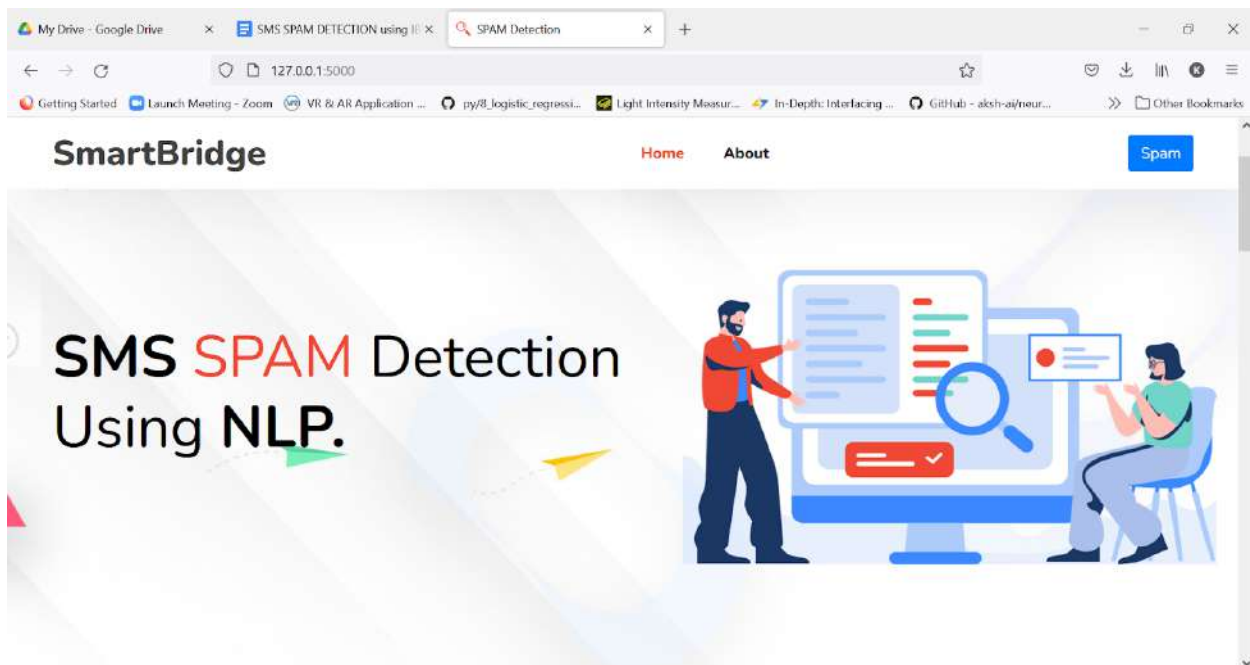 My Drive - Google Drive
SMS SPAM DETECTION using I
SPAM Detection
127.0.0.1:5000
Getting Started
Launch Meeting - Zoom
VR & AR Application ...
py/8_logistic_regressi...
Light Intensity Measur...
In-Depth: Interfacing ...
GitHub - aksh-ai/neur...
Other Bookmarks
SmartBridge
Home
About
Spam
SMS SPAM Detection
Using NLP.